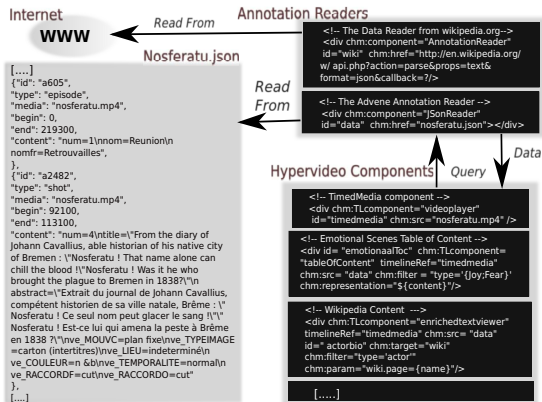 Internet
WWW
Read From
Annotation Readers
<!-- The Data Reader from wikipedia.org-->
<div chm:component="AnnotationReader"
id="wiki" chm:href="http://en.wikipedia.org/
w/ api.php?action=parse&props=text&
format=json&callback=?/>
<!-- The Advene Annotation Reader -->
<div chm:component="JSonReader"
id="data" chm:href="nosferatu.json"></div>
Read
From
Query
Data
Nosferatu.json
[....]
{"id": "a605",
"type": "episode",
"media": "nosferatu.mp4",
"begin": 0,
"end": 219300,
"content": "num=1\nnom=Reunion\n
nomfr=Retrouvailles",
},
{"id": "a2482",
"type": "shot",
"media": "nosferatu.mp4",
"begin": 92100,
"end": 113100,
"content": "num=4\ntitle=\"From the diary of
Johann Cavallius, able historian of his native city
of Bremen : \"Nosferatu ! That name alone can
chill the blood !\"Nosferatu ! Was it he who
brought the plague to Bremen in 1838?\"\n
abstract=\"Extrait du journal de Johann Cavallius,
compétent historien de sa ville natale, Brême : \"
Nosferatu ! Ce seul nom peut glacer le sang !\"\"
Nosferatu ! Est-ce lui qui amena la peste à Brême
en 1838 ?\"\nve_MOUVC=plan fixe\nve_TYPEIMAGE
=carton (intertitres)\nve_LIEU=indeterminé\n
ve_COULEUR=n &b\nve_TEMPORALITE=normal\n
ve_RACCORDF=cut\nve_RACCORDO=cut"
},
[....]
Hypervideo Components
<!-- TimedMedia component -->
<div chm:TLcomponent="videoplayer"
id="timedmedia" chm:src="nosferatu.mp4" />
<!-- Emotional Scenes Table of Content -->
<div id= "emotionaalToc" chm:TLcomponent=
"tableOfContent" timelineRef="timedmedia"
chm:src= "data" chm:filter = "type='{Joy;Fear}'
chm:representation="${content}"/>
<!-- Wikipedia Content ---->
<div chm:TLcomponent="enrichedtextviewer"
timelineRef="timedmedia" chm:src= "data"
id=" actorbio" chm:target="wiki"
chm:filter="type='actor'"
chm:param="wiki.page={name}"/>
[.....]